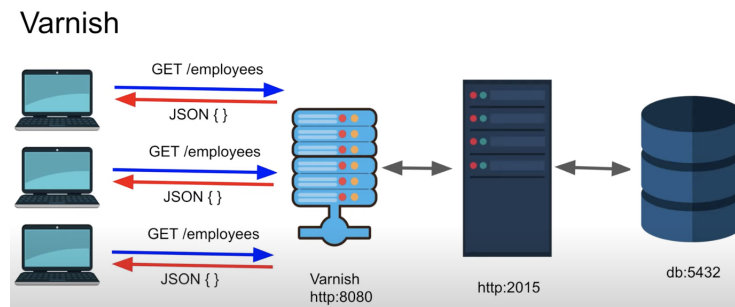 Varnish
GET /employees
JSON { }
GET /employees
JSON { }
GET /employees
JSON { }
Varnish
http:8080
http:2015
db:5432